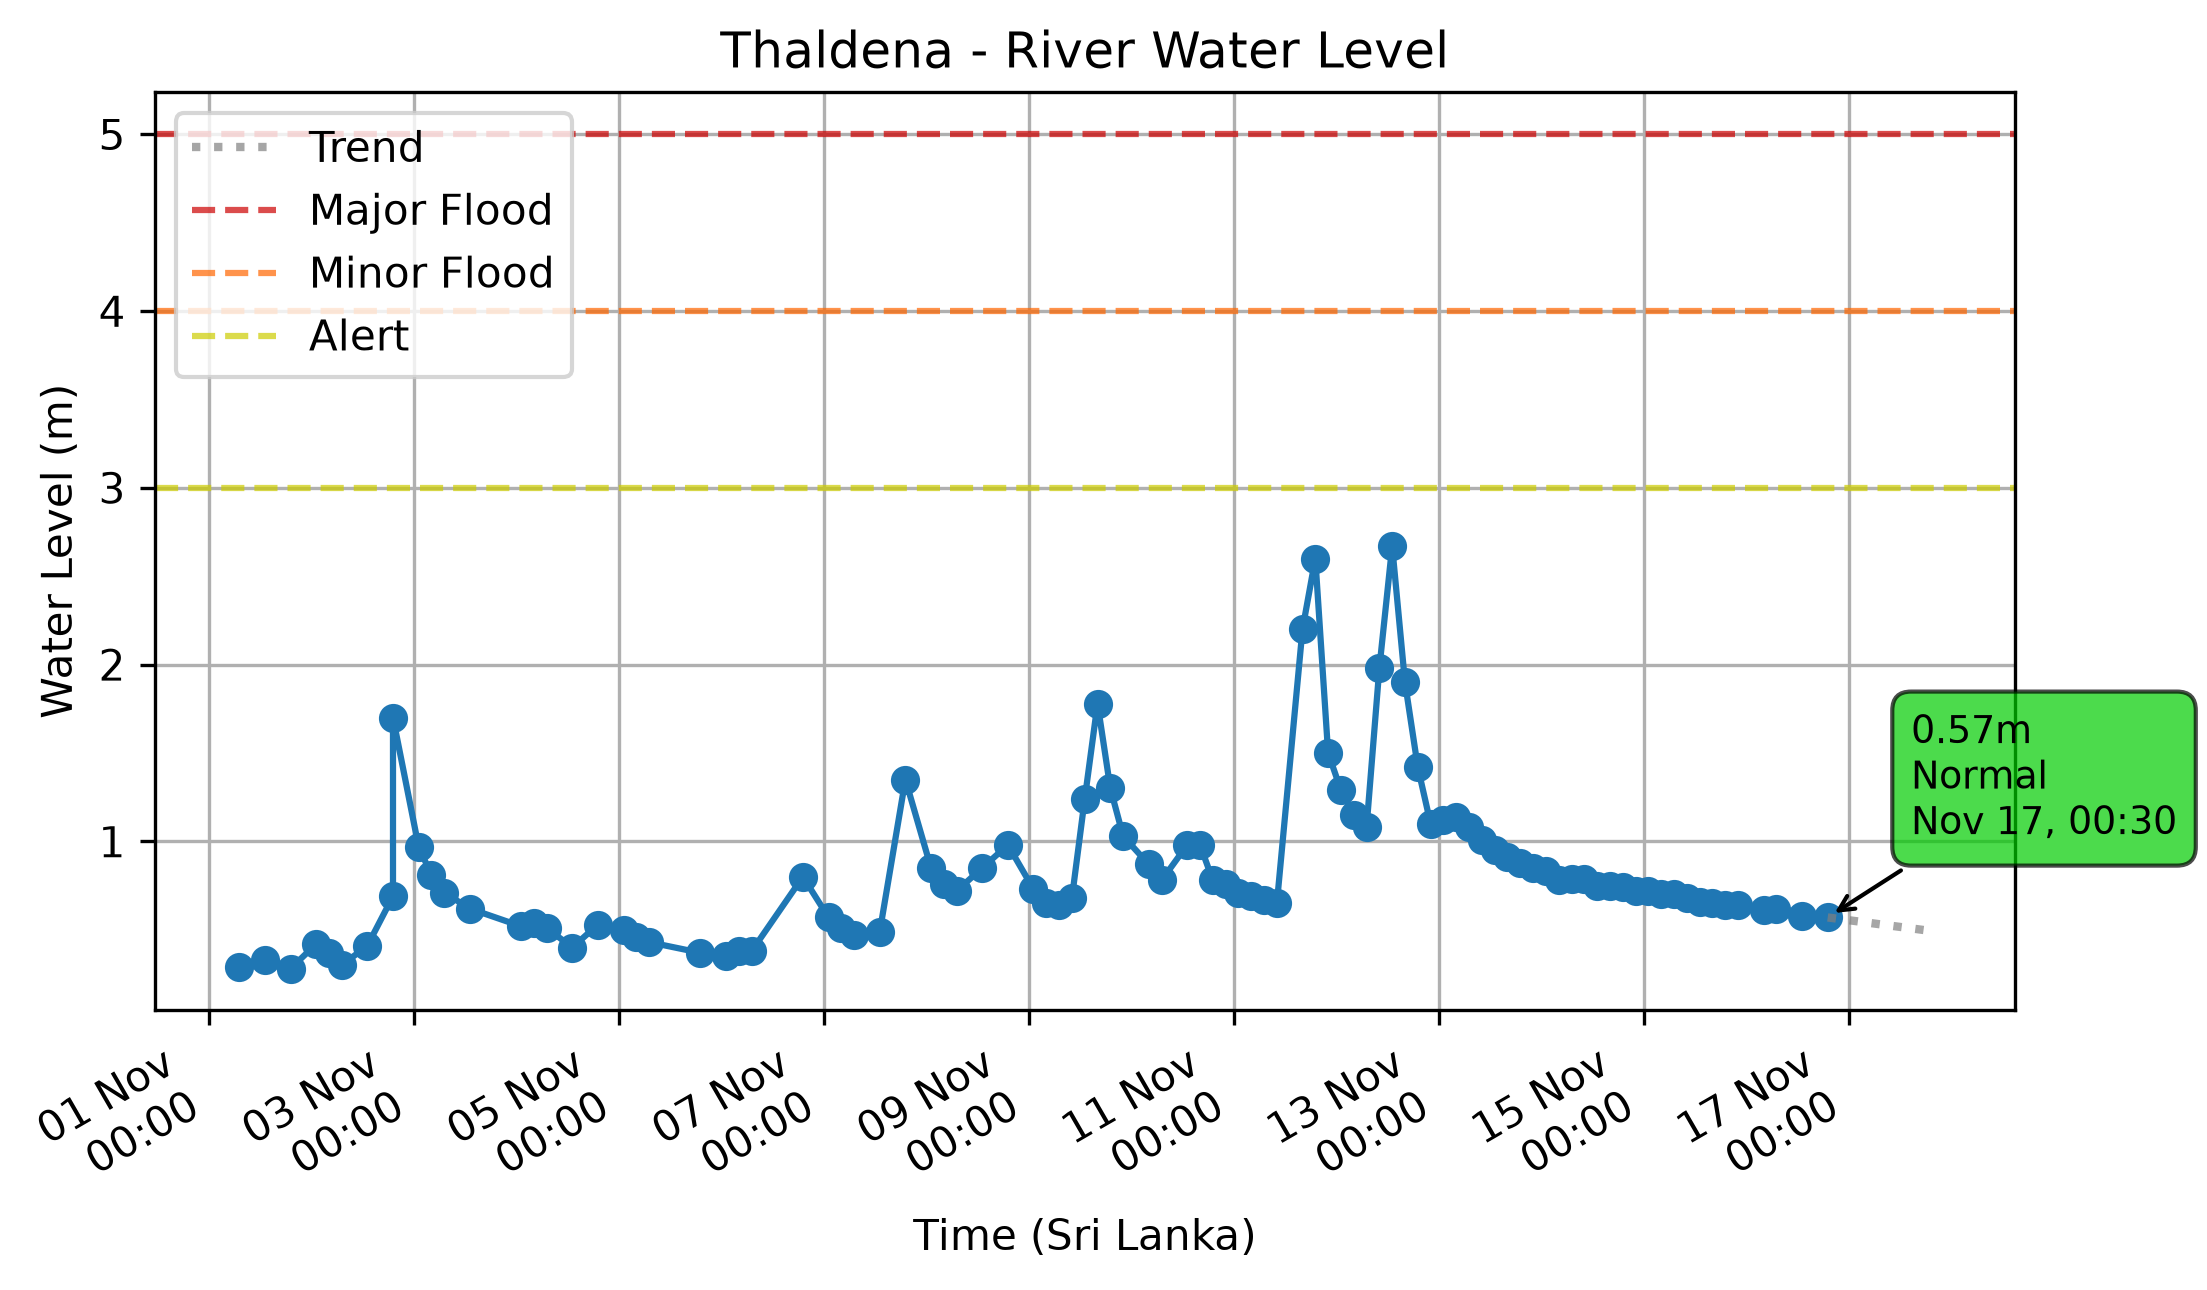 Thaldena - River Water Level
Trend
Major Flood
Minor Flood
Alert
5
4
3
2
1
Water Level (m)
0.57m
Normal
Nov 17, 00:30
01 Nov
00:00
03 Nov
00:00
05 Nov
00:00
07 Nov
00:00
09 Nov
00:00
11 Nov
00:00
13 Nov
00:00
15 Nov
00:00
17 Nov
00:00
Time (Sri Lanka)